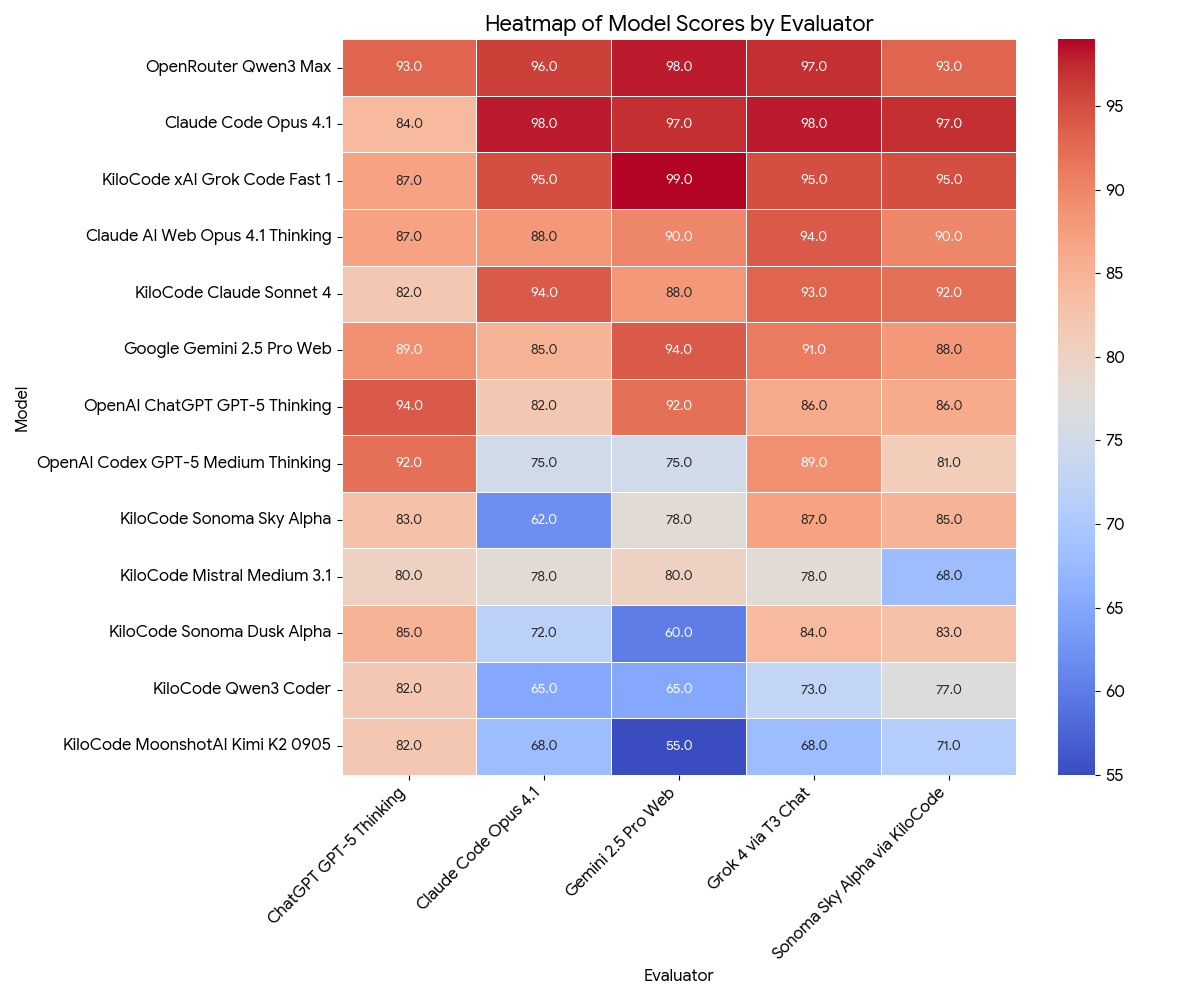 Heatmap of Model Scores by Evaluator
OpenRouter Qwen3 Max 93.0 96.0 98.0 97.0 93.0
Claude Code Opus 4.1 84.0 98.0 97.0 98.0 97.0
KiloCode xAI Grok Code Fast 1 87.0 95.0 99.0 95.0 95.0
Claude AI Web Opus 4.1 Thinking 87.0 88.0 90.0 94.0 90.0
KiloCode Claude Sonnet 4 82.0 94.0 88.0 93.0 92.0
Google Gemini 2.5 Pro Web 89.0 85.0 94.0 91.0 88.0
OpenAI ChatGPT GPT-5 Thinking 94.0 82.0 92.0 86.0 86.0
OpenAI Codex GPT-5 Medium Thinking 92.0 75.0 75.0 89.0 81.0
KiloCode Sonoma Sky Alpha 83.0 62.0 78.0 87.0 85.0
KiloCode Mistral Medium 3.1 80.0 78.0 80.0 78.0 68.0
KiloCode Sonoma Dusk Alpha 85.0 72.0 60.0 84.0 83.0
KiloCode Qwen3 Coder 82.0 65.0 65.0 73.0 77.0
KiloCode MoonshotAI Kimi K2 0905 82.0 68.0 55.0 68.0 71.0
Model
ChatGPT GPT-5 Thinking
Claude Code Opus 4.1
Gemini 2.5 Pro Web
Grok 4 via T3 Chat
Sonoma Sky Alpha via KiloCode
Evaluator
95
90
85
80
75
70
65
60
55